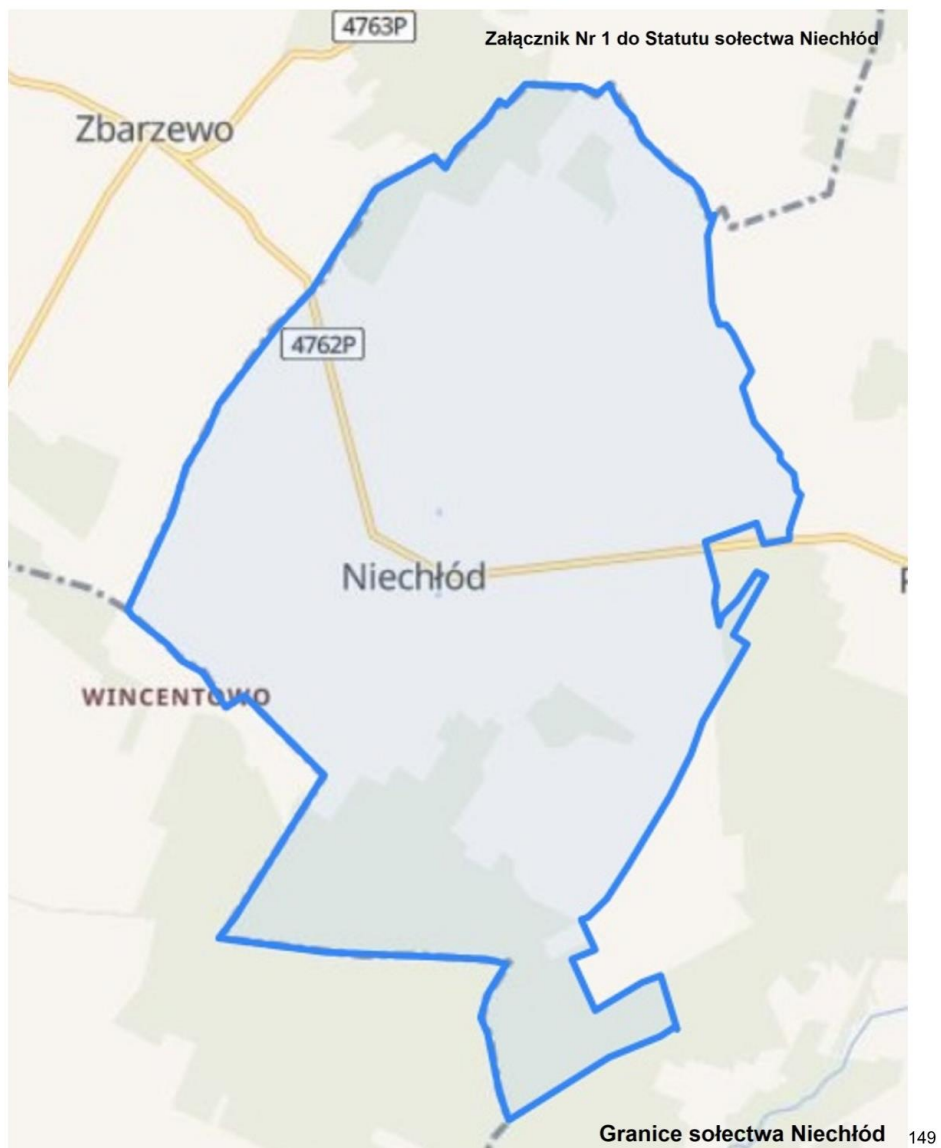 4763P
Załącznik Nr 1 do Statutu sołectwa Niechłód
Zbarzewo
4762P
Niechłód
WINCENTOWO
Granice sołectwa Niechłód
149